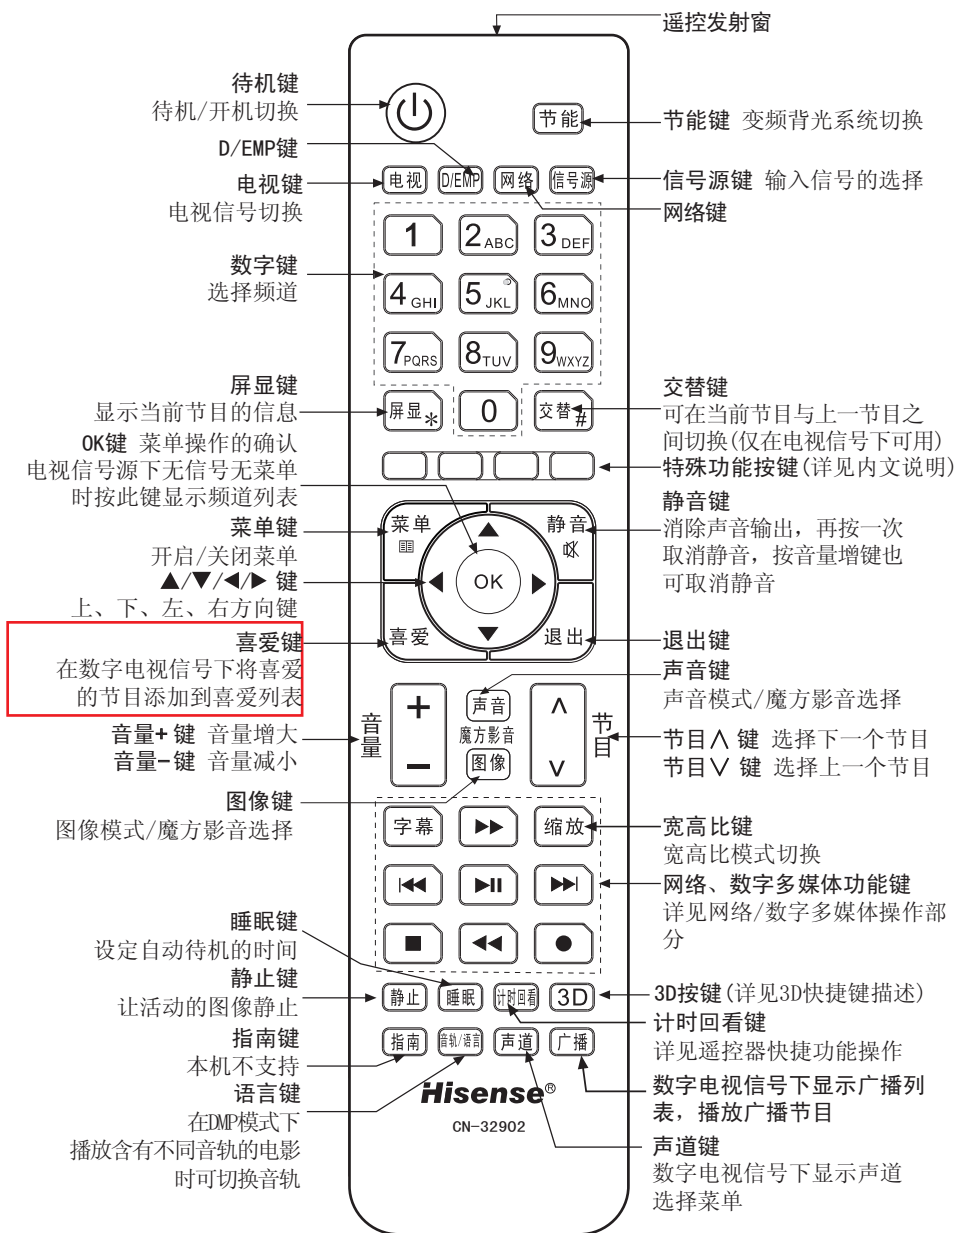 遥控发射窗
待机键
待机/开机切换
节能
节能键 变频背光系统切换
D/EMP键
电视键
电视信号切换
电视
D/EMP
网络
信号源
信号源键 输入信号的选择
网络键
数字键
选择频道
1
2 ABC
3 DEF
4 GHI
5 JKL
6 MNO
7 PQRS
8 TUV
9 WXYZ
屏显键
显示当前节目的信息
屏显 *
0
交替 #
交替键
可在当前节目与上一节目之
间切换(仅在电视信号下可用)
特殊功能按键(详见内文说明)
OK键 菜单操作的确认
电视信号源下无信号无菜单
时按此键显示频道列表
菜单键
开启/关闭菜单
▲/▼/◀/▶ 键
上、下、左、右方向键
菜单
静音
OK
喜爱
退出
静音键
消除声音输出，再按一次
取消静音，按音量增键也
可取消静音
喜爱键
在数字电视信号下将喜爱
的节目添加到喜爱列表
退出键
声音键
声音模式/魔方影音选择
音量
+
−
声音
魔方影音
图像
∧
∨
节目
音量+ 键 音量增大
音量− 键 音量减小
节目∧ 键 选择下一个节目
节目∨ 键 选择上一个节目
图像键
图像模式/魔方影音选择
字幕
缩放
宽高比键
宽高比模式切换
网络、数字多媒体功能键
详见网络/数字多媒体操作部
分
睡眠键
设定自动待机的时间
静止键
让活动的图像静止
静止
睡眠
计时回看
3D
3D按键(详见3D快捷键描述)
计时回看键
详见遥控器快捷功能操作
指南键
本机不支持
指南
音轨/语言
声道
广播
数字电视信号下显示广播列
表，播放广播节目
语言键
在DMP模式下
播放含有不同音轨的电影
时可切换音轨
Hisense®
CN-32902
声道键
数字电视信号下显示声道
选择菜单